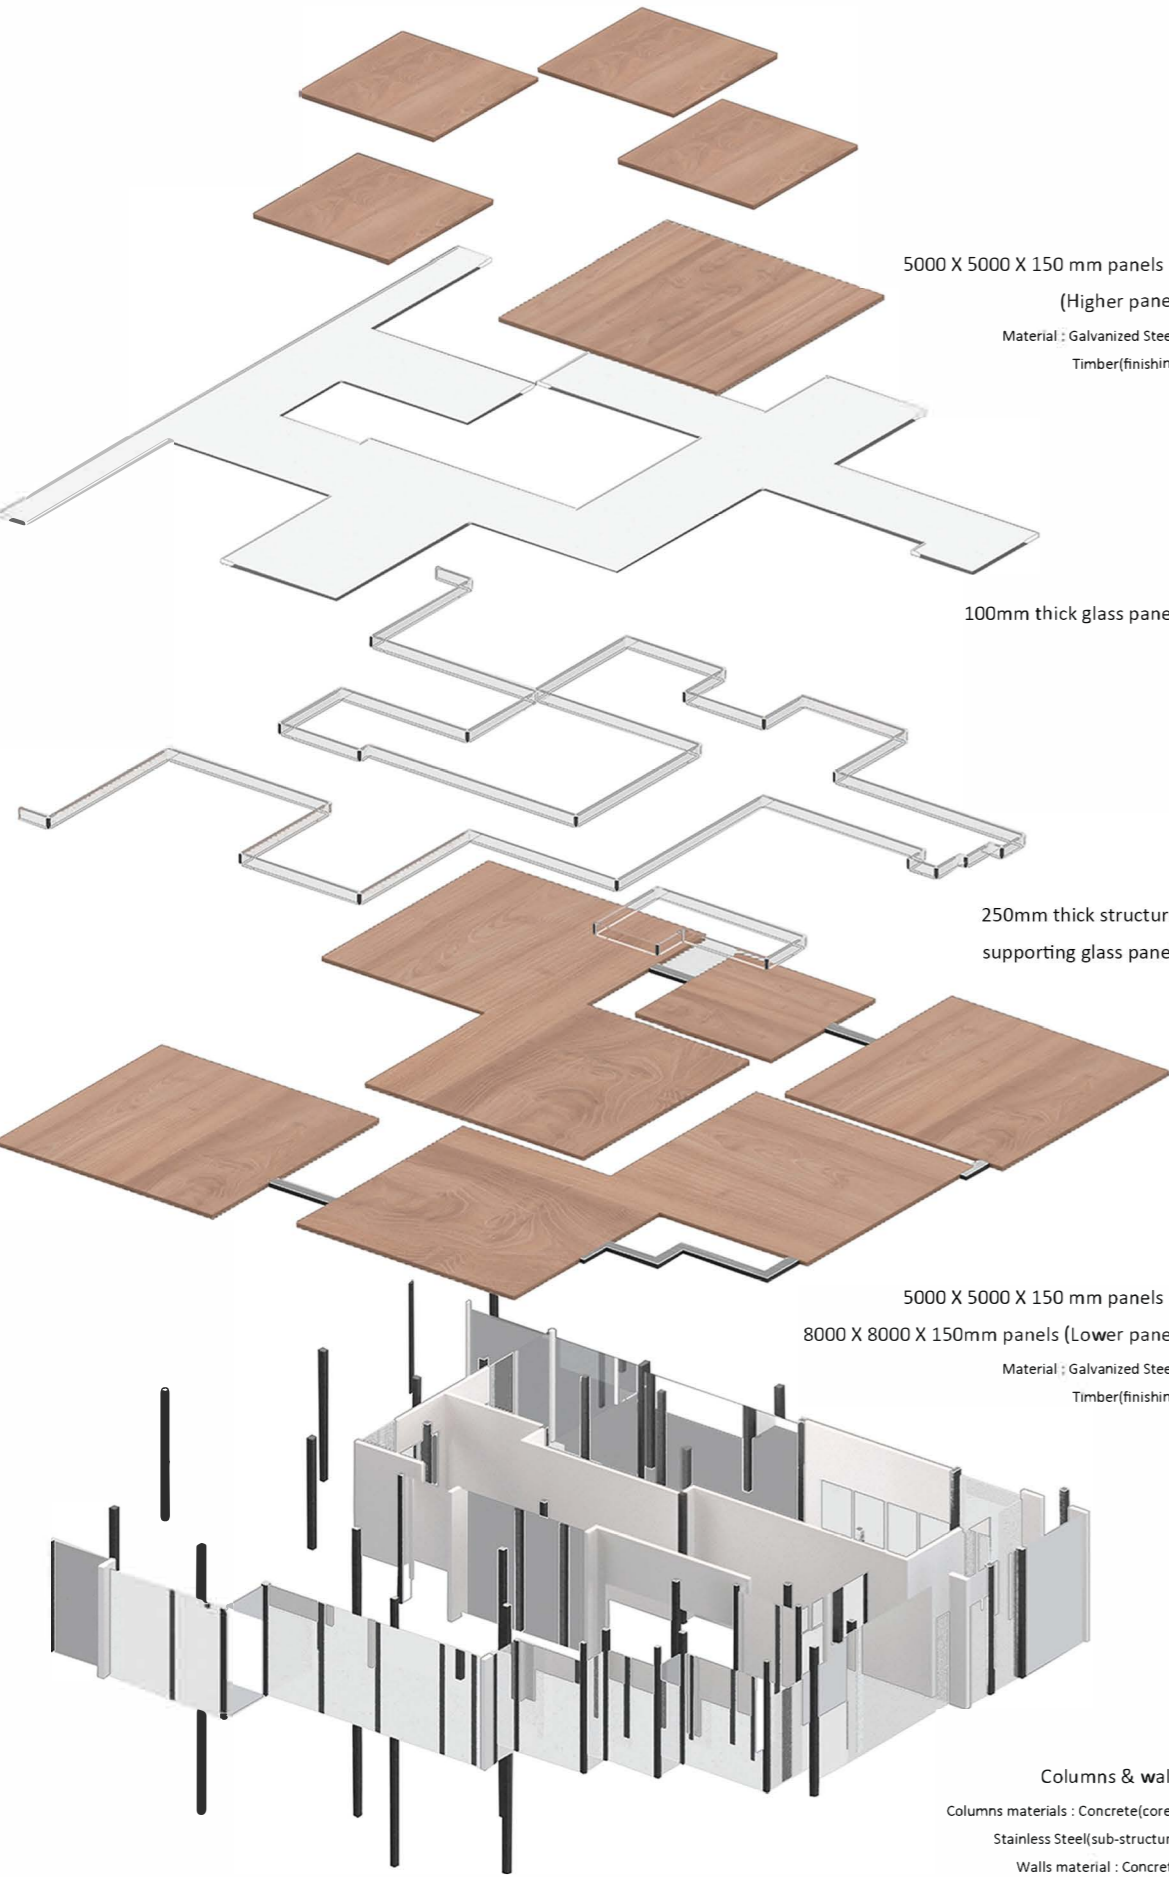 5000 X 5000 X 150 mm panels
(Higher pane
Material : Galvanized Stee
Timber(finishin
100mm thick glass pane
250mm thick structur
supporting glass pane
5000 X 5000 X 150 mm panels
8000 X 8000 X 150mm panels (Lower pane
Material : Galvanized Stee
Timber(finishin
Columns & wal
Columns materials : Concrete(core
Stainless Steel(sub-structur
Walls material : Concret